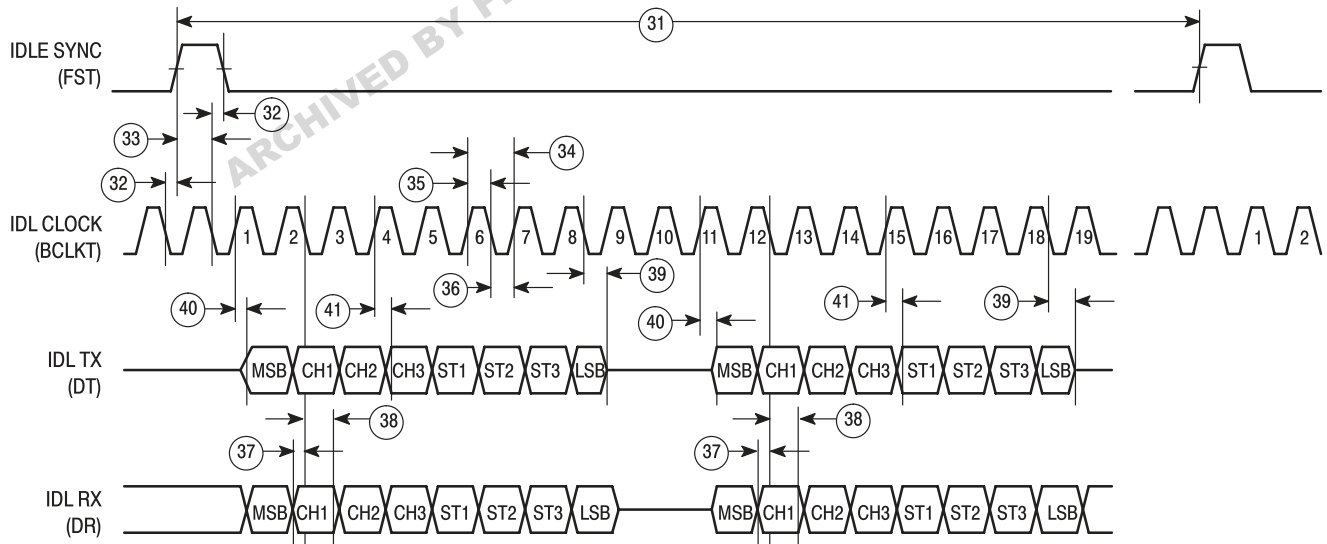 ARCHIVED BY
31
IDLE SYNC
(FST)
32
33
34
32
35
IDL CLOCK
(BCLKT)
1 2 3 4 5 6 7 8 9 10 11 12 13 14 15 16 17 18 19 1 2
39
36
40
41
41
39
40
IDL TX
(DT)
MSB CH1 CH2 CH3 ST1 ST2 ST3 LSB MSB CH1 CH2 CH3 ST1 ST2 ST3 LSB
38
38
37
37
IDL RX
(DR)
MSB CH1 CH2 CH3 ST1 ST2 ST3 LSB MSB CH1 CH2 CH3 ST1 ST2 ST3 LSB